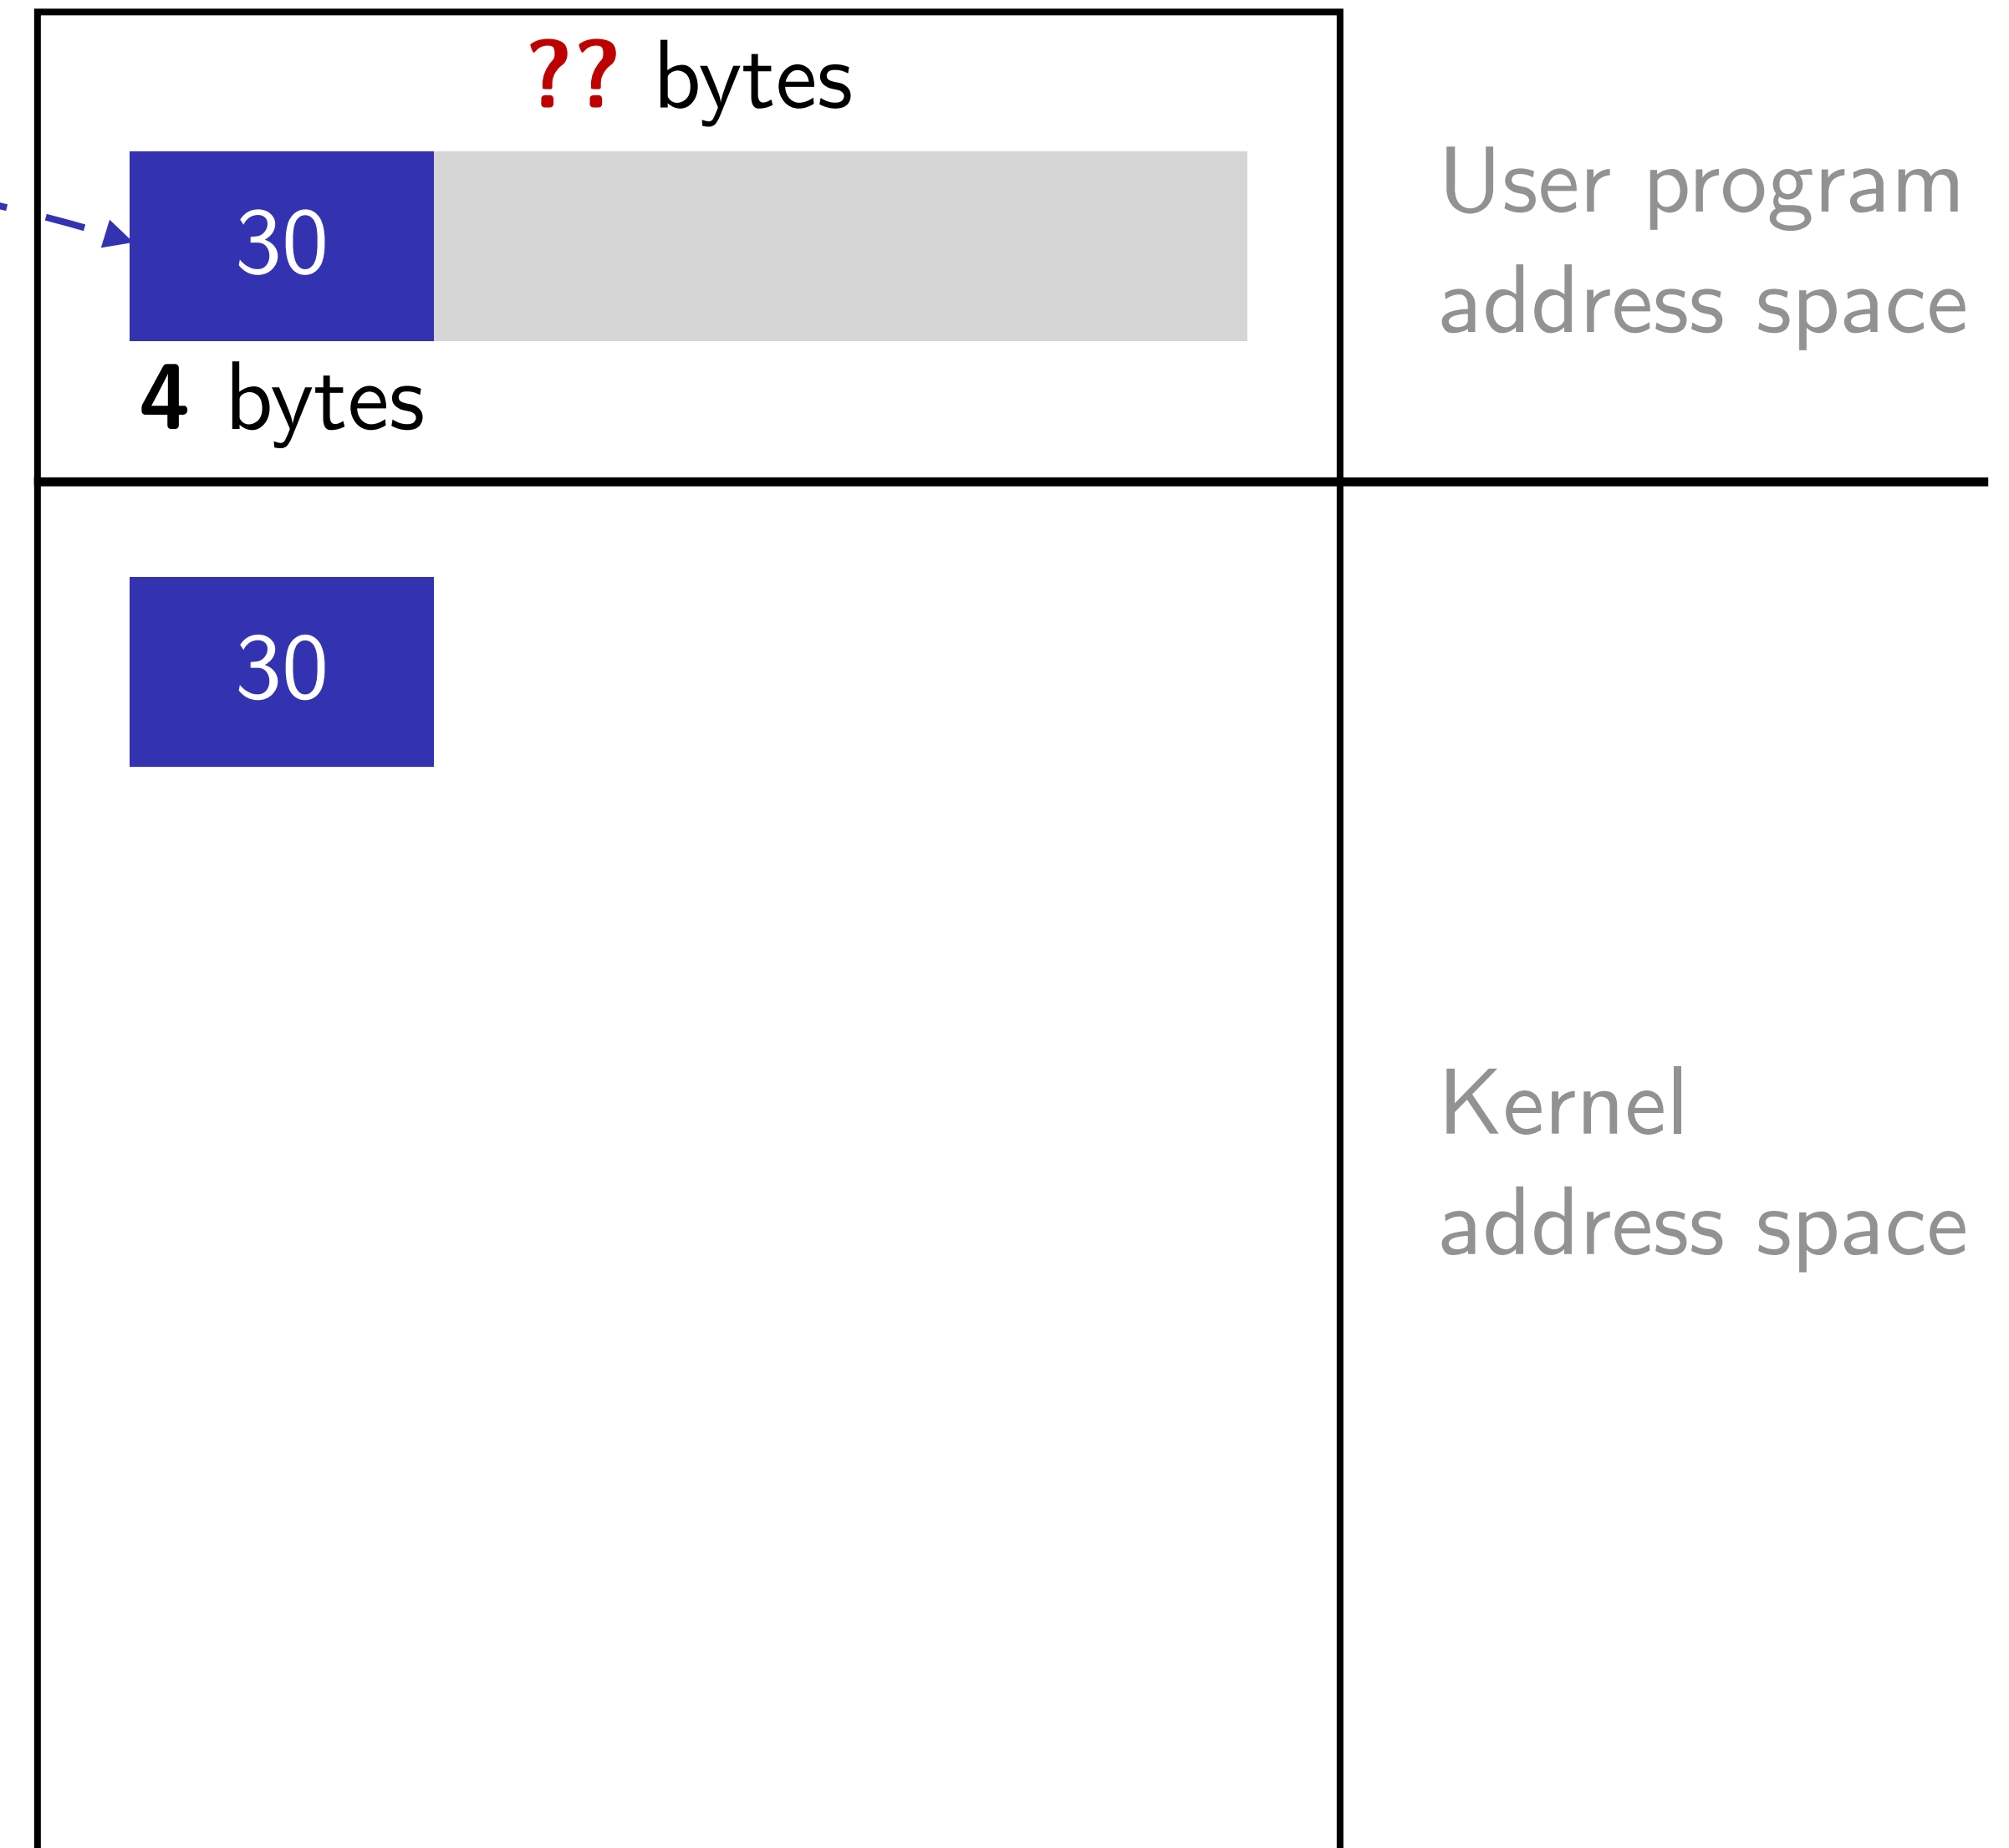 ?? bytes
30
User program
address space
4 bytes
30
Kernel
address space